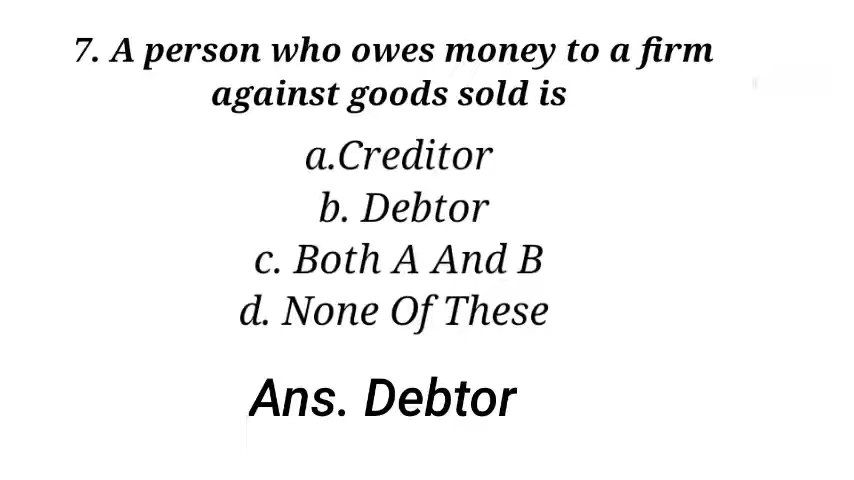 7. A person who owes money to a firm
against goods sold is
a.Creditor
b. Debtor
c. Both A And B
d. None Of These
Ans. Debtor